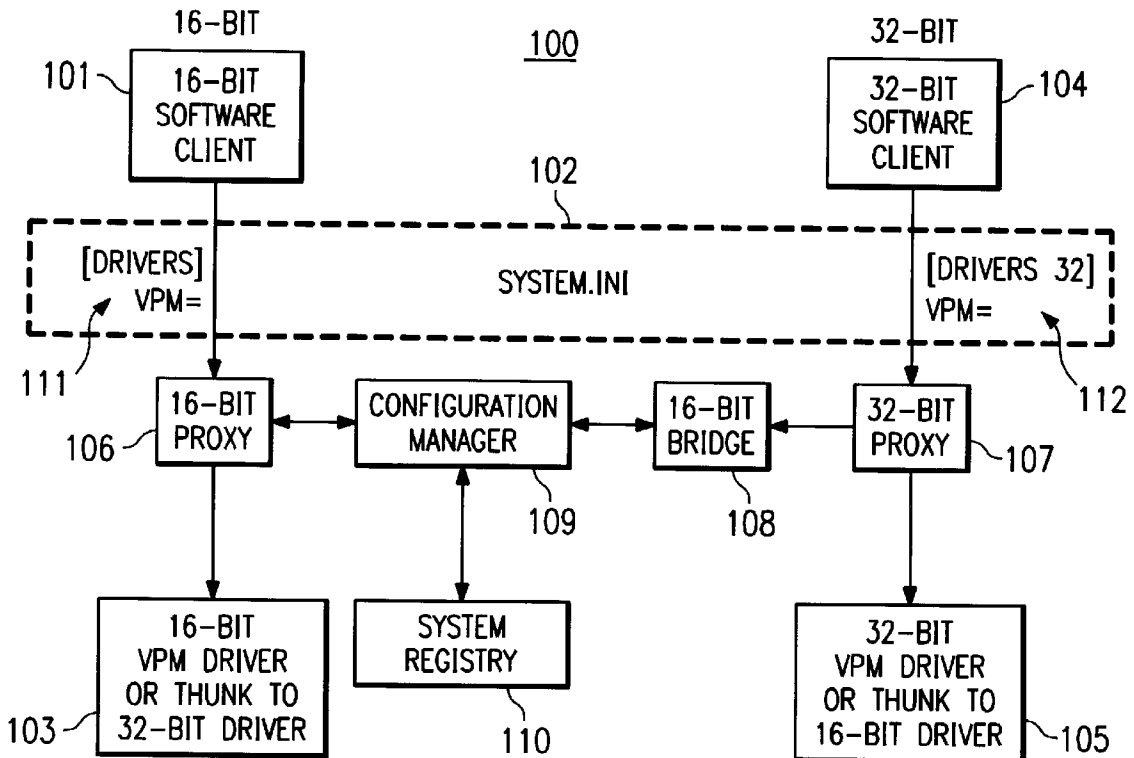 16-BIT
100
32-BIT
101
16-BIT
SOFTWARE
CLIENT
32-BIT
SOFTWARE
CLIENT
104
102
[DRIVERS]
VPM=
SYSTEM.INI
[DRIVERS 32]
VPM=
111
112
16-BIT
PROXY
106
CONFIGURATION
MANAGER
109
16-BIT
BRIDGE
108
32-BIT
PROXY
107
16-BIT
VPM DRIVER
OR THUNK TO
32-BIT DRIVER
103
SYSTEM
REGISTRY
110
32-BIT
VPM DRIVER
OR THUNK TO
16-BIT DRIVER
105